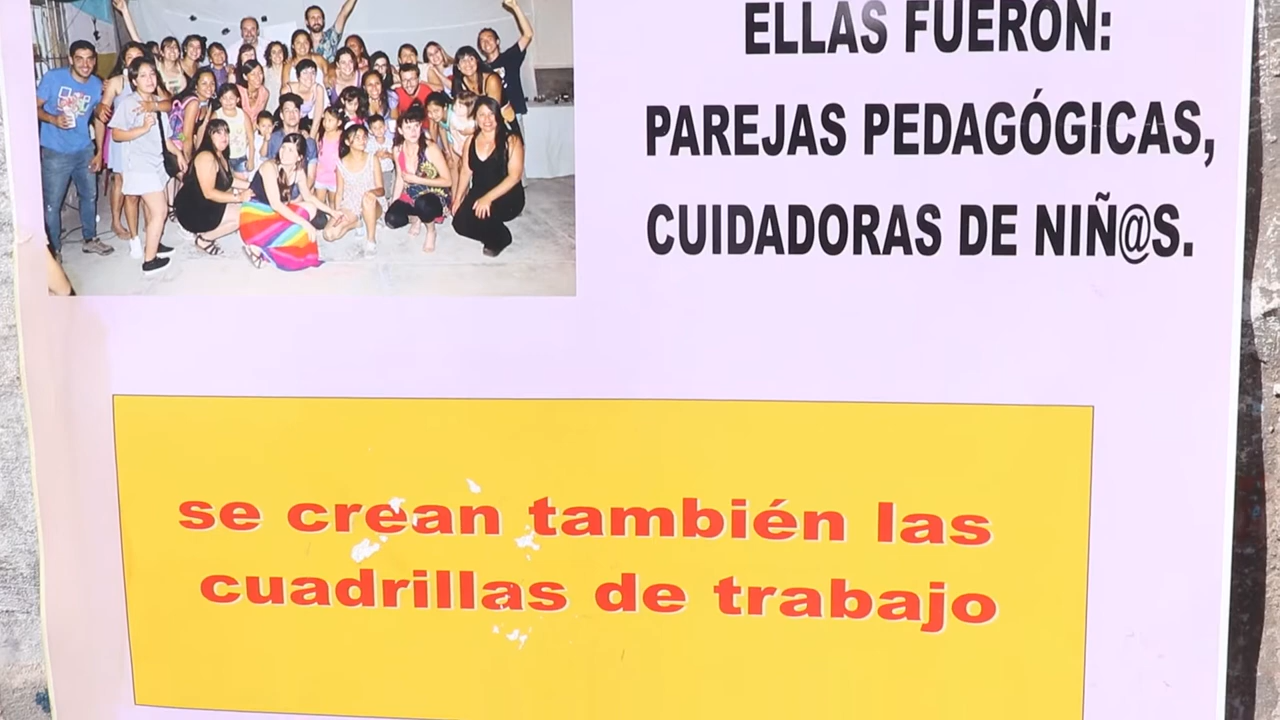 ELLAS FUERON:
PAREJAS PEDAGÓGICAS,
CUIDADORAS DE NIÑ@S.
se crean también las
cuadrillas de trabajo